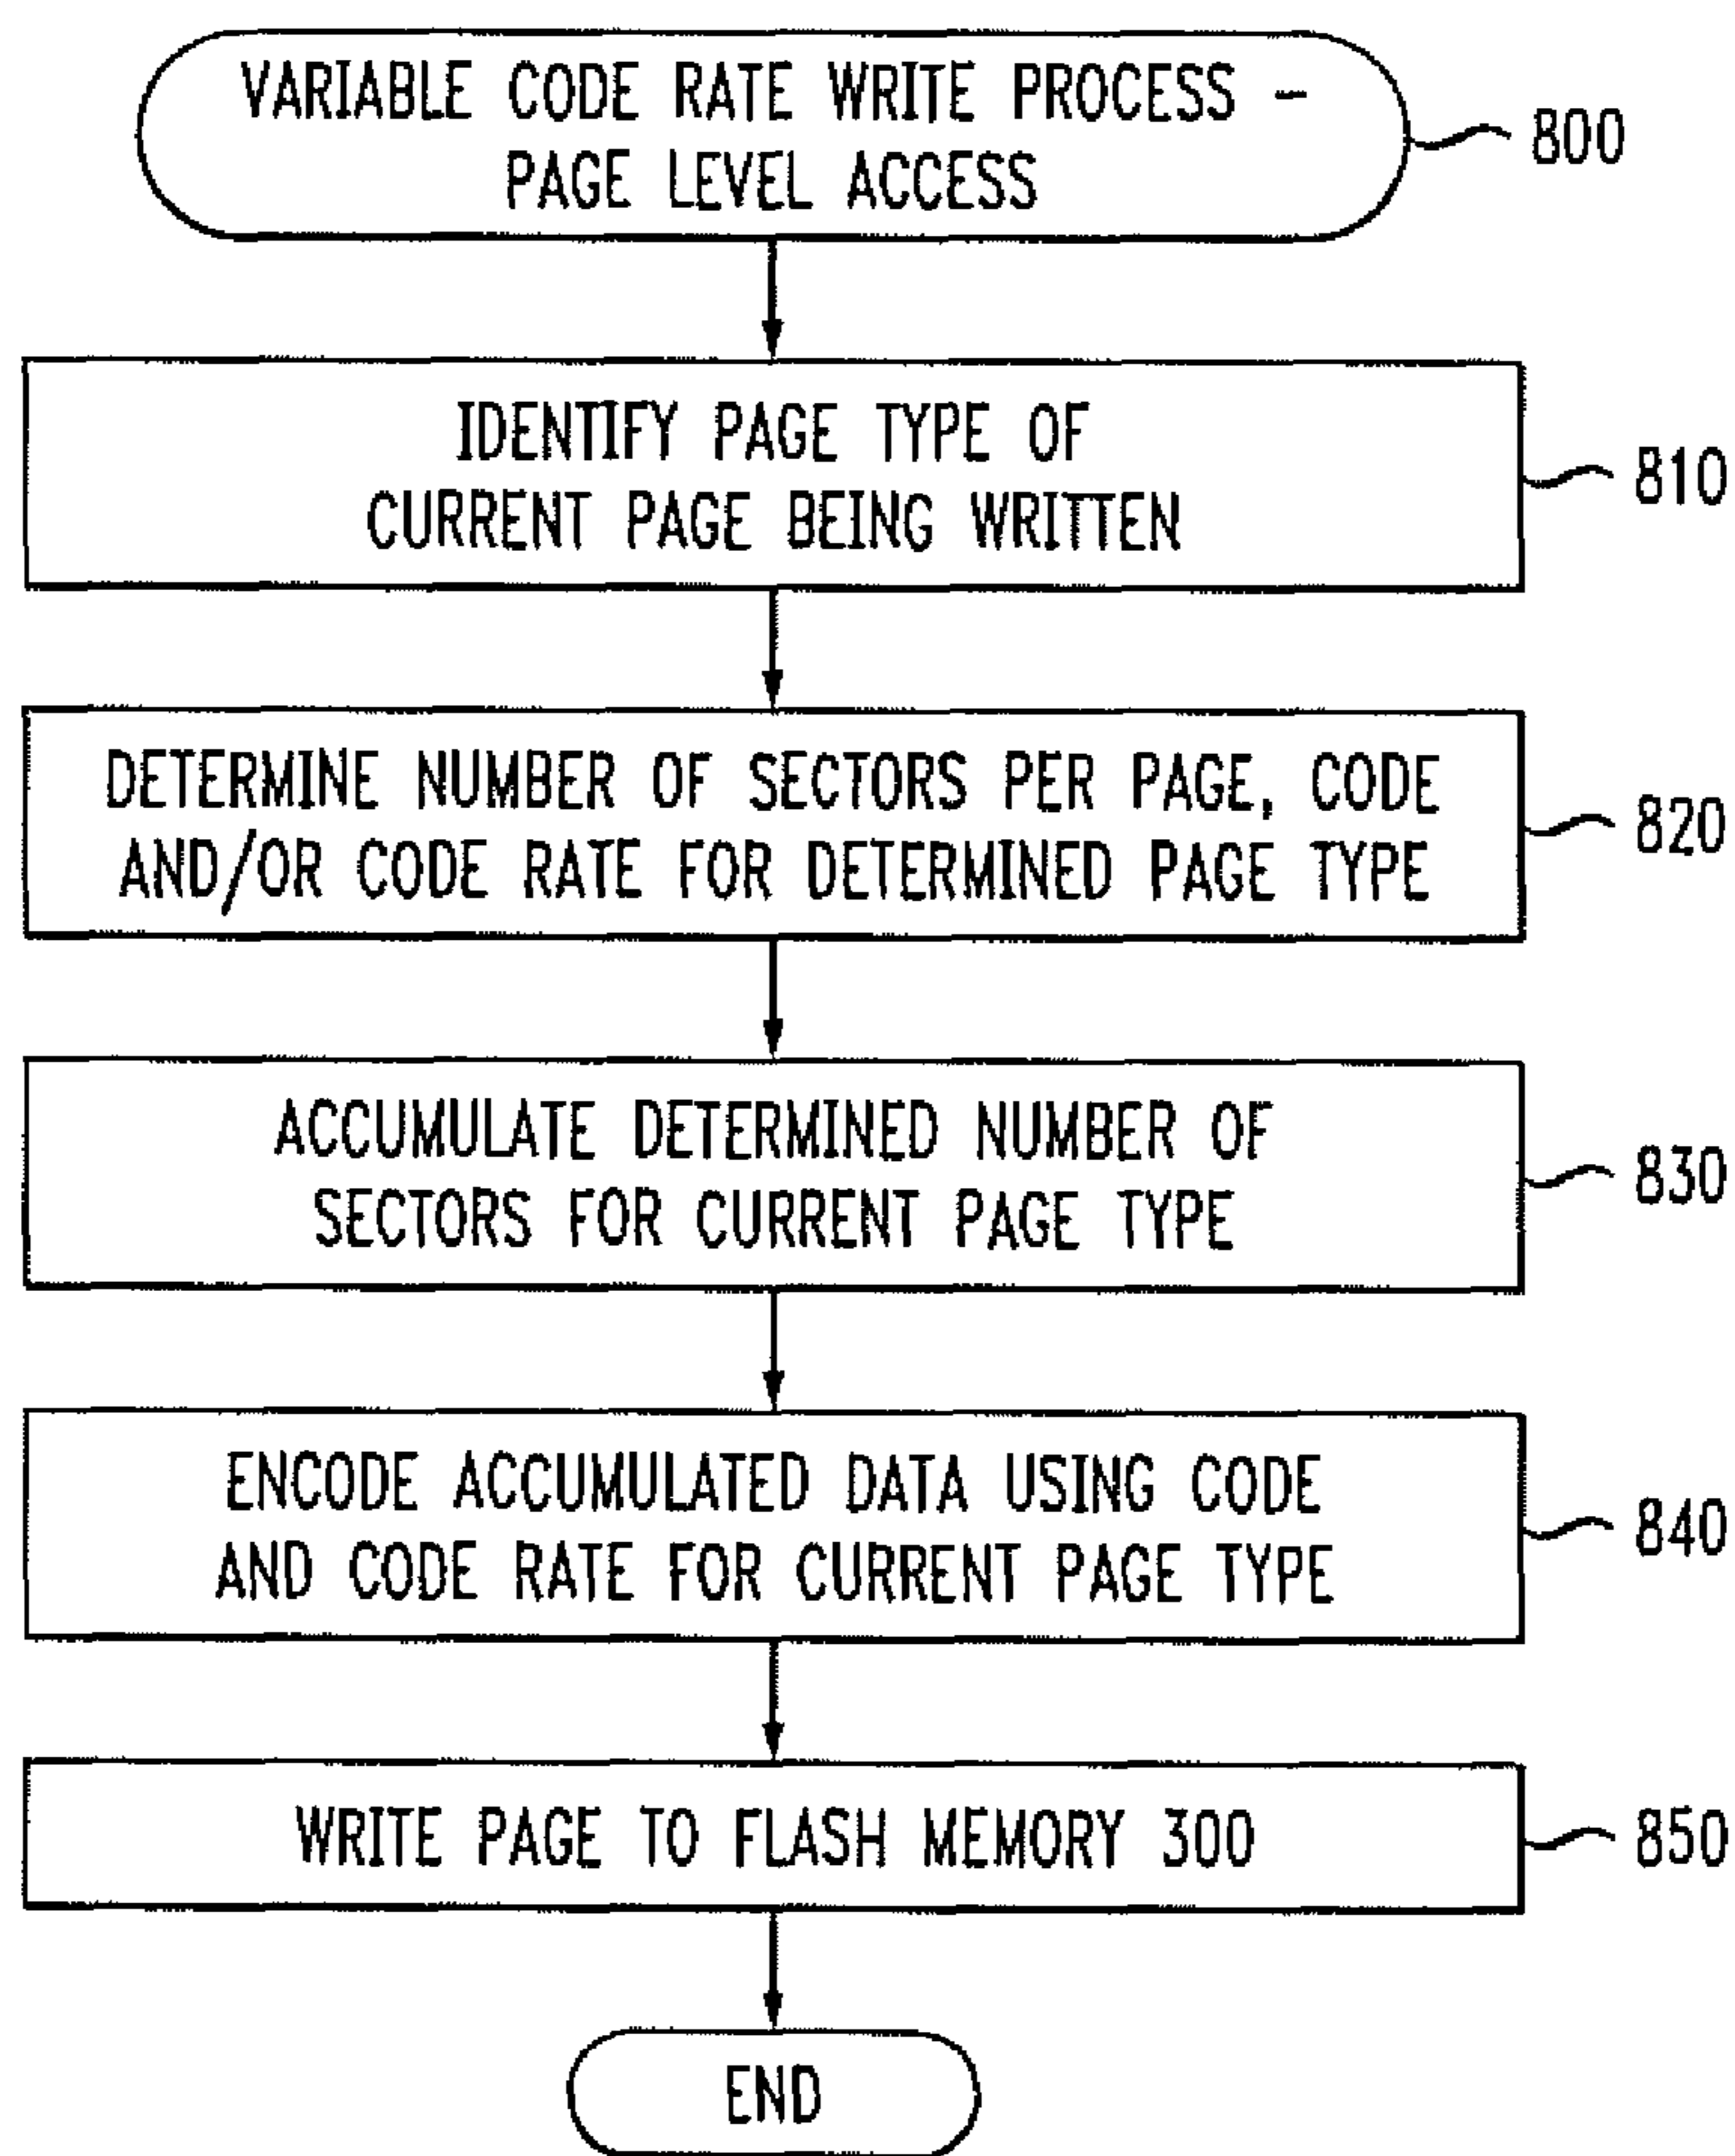 VARIABLE CODE RATE WRITE PROCESS -
PAGE LEVEL ACCESS
800
IDENTIFY PAGE TYPE OF
CURRENT PAGE BEING WRITTEN
810
DETERMINE NUMBER OF SECTORS PER PAGE, CODE
AND/OR CODE RATE FOR DETERMINED PAGE TYPE
820
ACCUMULATE DETERMINED NUMBER OF
SECTORS FOR CURRENT PAGE TYPE
830
ENCODE ACCUMULATED DATA USING CODE
AND CODE RATE FOR CURRENT PAGE TYPE
840
WRITE PAGE TO FLASH MEMORY 300
850
END